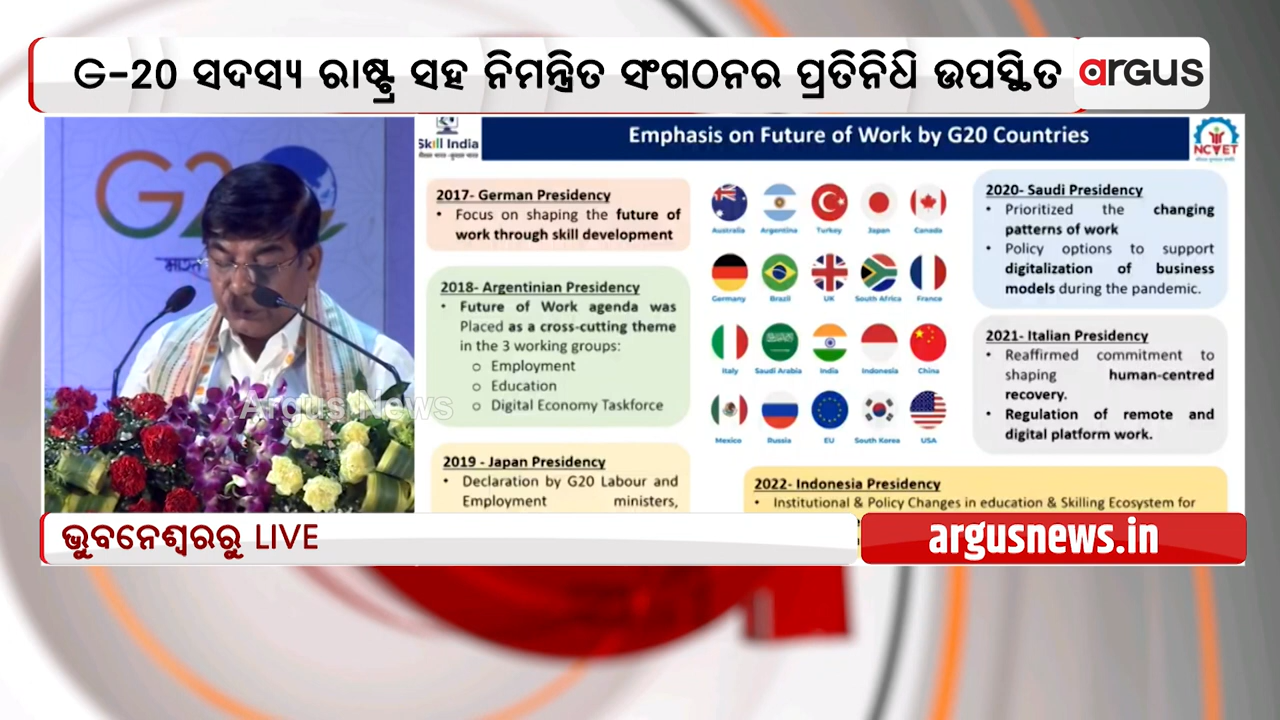 G-20 ସଦସ୍ୟ ରାଷ୍ଟ୍ର ସହ ନିମନ୍ତ୍ରିତ ସଂଗଠନର ପ୍ରତିନିଧି ଉପସ୍ଥିତ
argus
G20
Skill India
Emphasis on Future of Work by G20 Countries
NCVET
2017- German Presidency
• Focus on shaping the future of
work through skill development
2018- Argentinian Presidency
• Future of Work agenda was
Placed as a cross-cutting theme
in the 3 working groups:
o Employment
o Education
o Digital Economy Taskforce
2019 - Japan Presidency
• Declaration by G20 Labour and
Employment ministers,
Australia Argentina Turkey Japan Canada
Germany Brazil UK South Africa France
Italy Saudi Arabia India Indonesia China
Mexico Russia EU South Korea USA
2020- Saudi Presidency
• Prioritized the changing
patterns of work
• Policy options to support
digitalization of business
models during the pandemic.
2021- Italian Presidency
• Reaffirmed commitment to
shaping human-centred
recovery.
• Regulation of remote and
digital platform work.
2022- Indonesia Presidency
• Institutional & Policy Changes in education & Skilling Ecosystem for
Argus News
ଭୁବନେଶ୍ୱରରୁ LIVE
argusnews.in